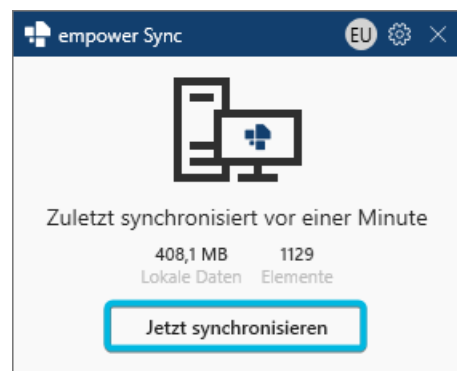 empower Sync EU
Zuletzt synchronisiert vor einer Minute
408,1 MB 1129
Lokale Daten Elemente
Jetzt synchronisieren